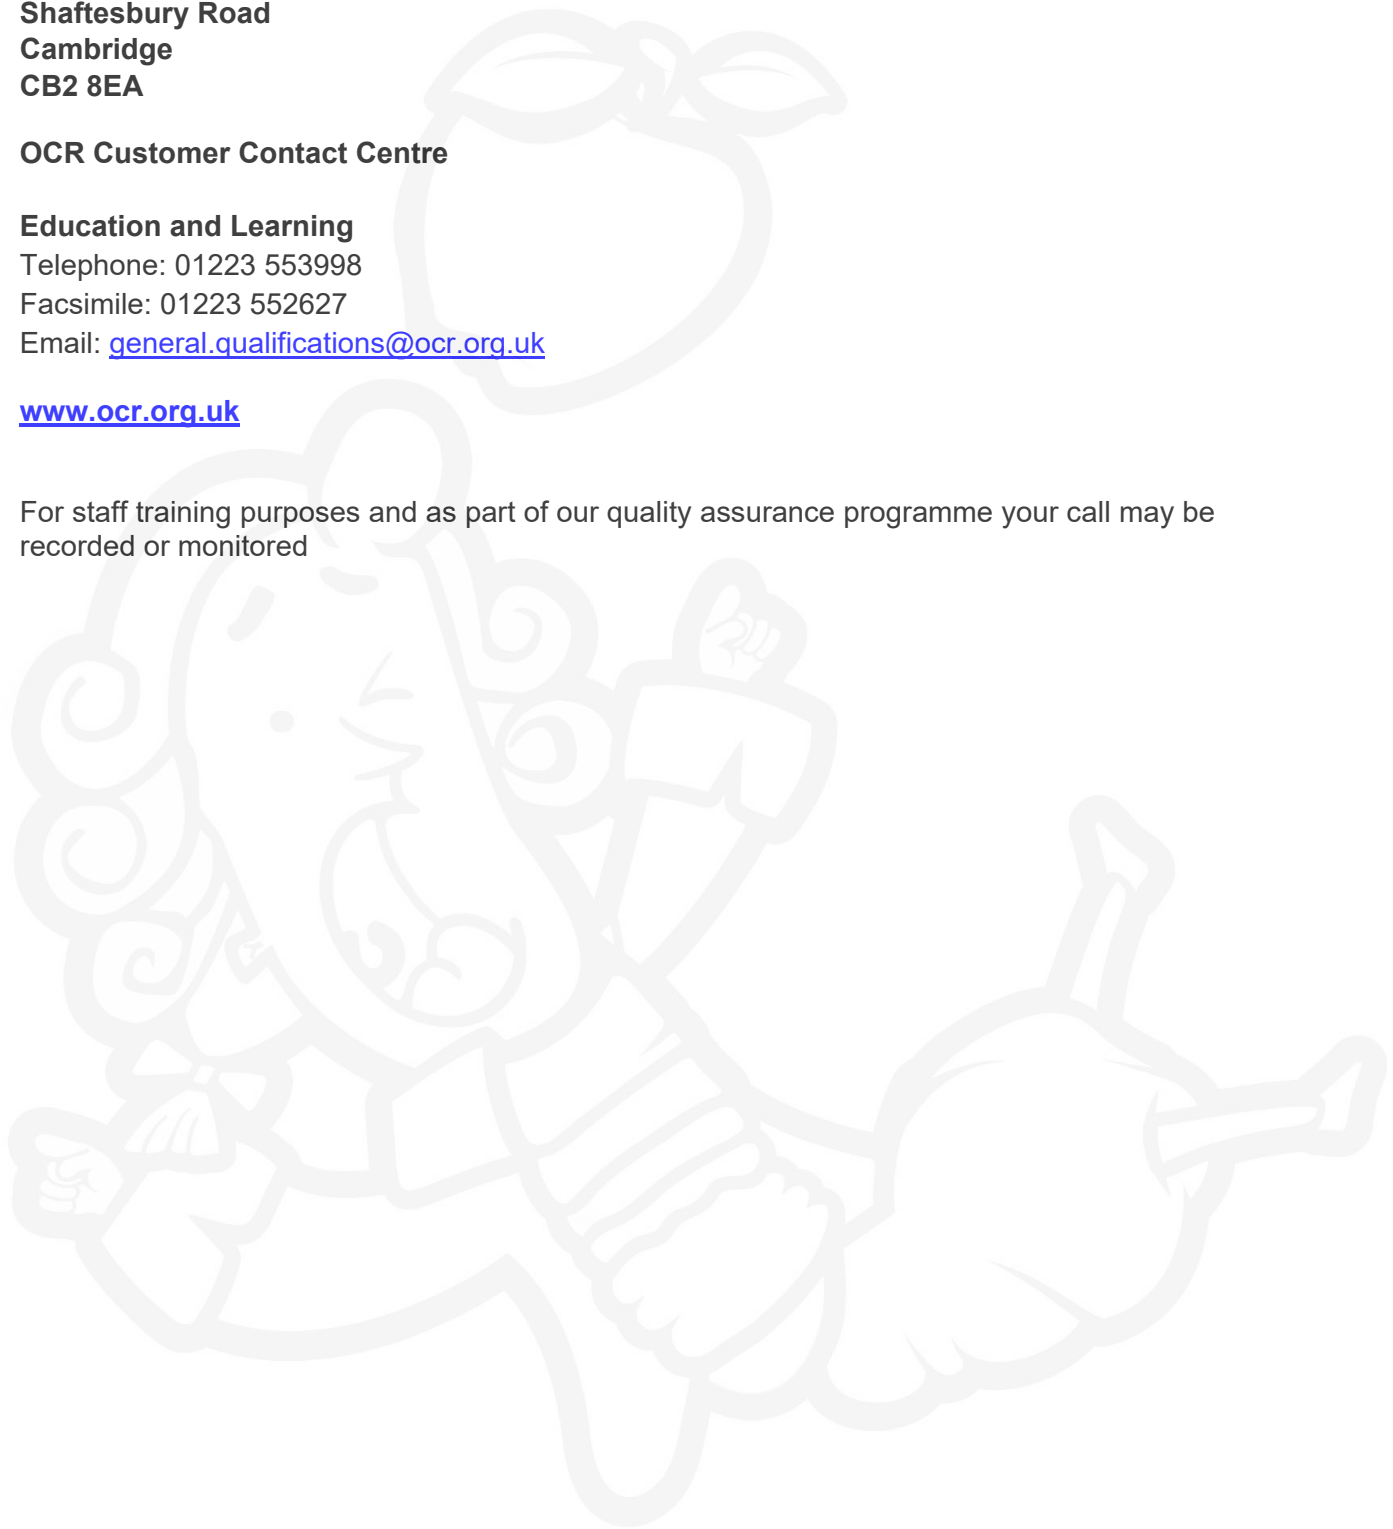 Shaftesbury Road
Cambridge
CB2 8EA
OCR Customer Contact Centre
Education and Learning
Telephone: 01223 553998
Facsimile: 01223 552627
Email: general.qualifications@ocr.org.uk
www.ocr.org.uk
For staff training purposes and as part of our quality assurance programme your call may be
recorded or monitored